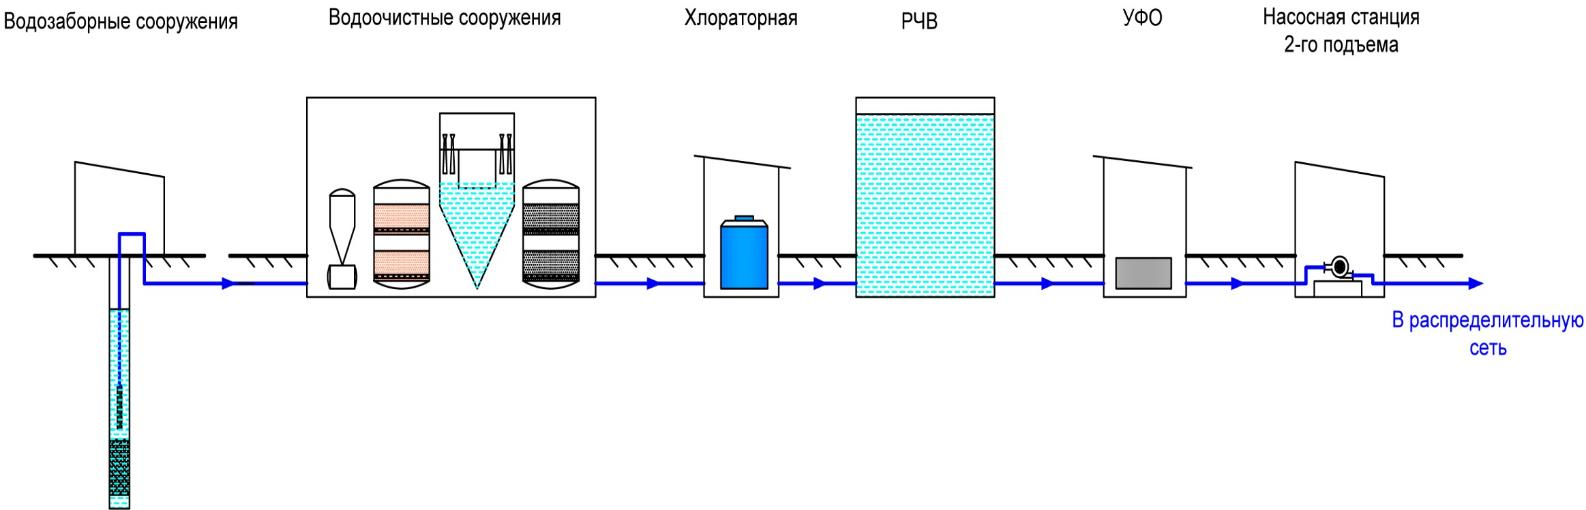 Водозаборные сооружения
Водоочистные сооружения
Хлораторная
РЧВ
УФО
Насосная станция
2-го подъема
В распределительную
сеть